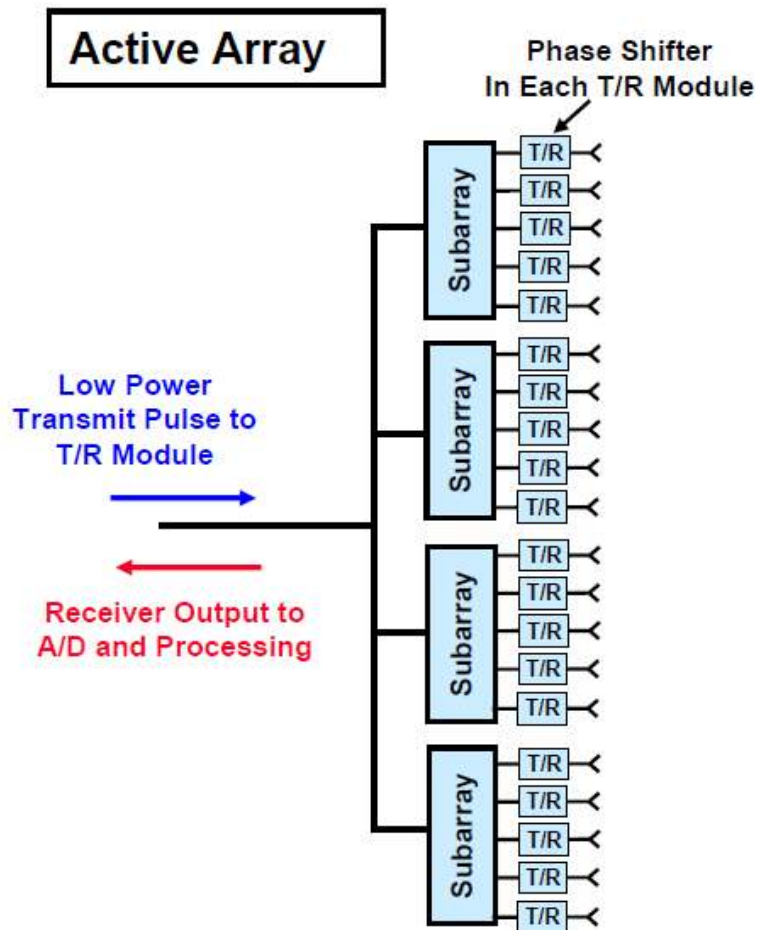 Active Array
Phase Shifter
In Each T/R Module
Subarray
T/R
T/R
T/R
T/R
T/R
Subarray
T/R
T/R
T/R
T/R
T/R
Low Power
Transmit Pulse to
T/R Module
Receiver Output to
A/D and Processing
Subarray
T/R
T/R
T/R
T/R
T/R
Subarray
T/R
T/R
T/R
T/R
T/R